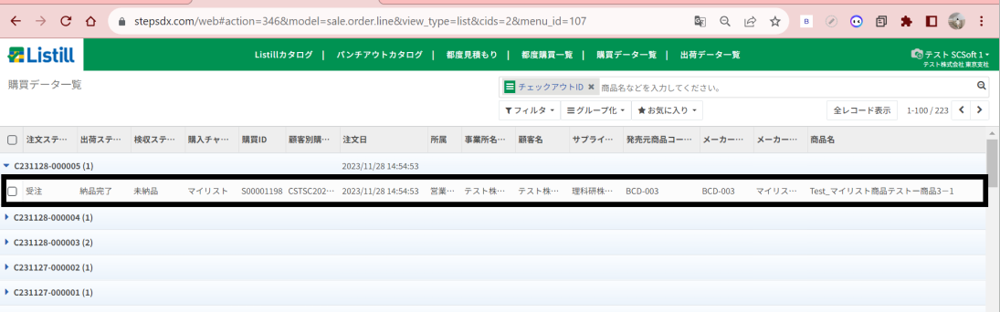 stepsdx.com/web#action=346&model=sale.order.line&view_type=list&cids=2&menu_id=107
B
Listill
Listillカタログ | パンチアウトカタログ | 都度見積もり | 都度購買一覧 | 購買データ一覧 | 出荷データ一覧
テスト SCSoft 1
テスト株式会社 東京支社
購買データ一覧
チェックアウトID ✖ 商品名などを入力してください。
フィルタ グループ化 お気に入り 全レコード表示 1-100 / 223
注文ステ… 出荷ステ… 検収ステ… 購入チャ… 購買ID 顧客別購… 注文日 所属 事業所名… 顧客名 サプライ… 発売元商品コー… メーカー… メーカー… 商品名
C231128-000005 (1) 2023/11/28 14:54:53
受注 納品完了 未納品 マイリスト S00001198 CSTSC202… 2023/11/28 14:54:53 営業… テスト株… テスト株… 理科研株… BCD-003 BCD-003 マイリス… Test_マイリスト商品テストー商品3ー1
C231128-000004 (1)
C231128-000003 (2)
C231127-000002 (1)
C231127-000001 (1)